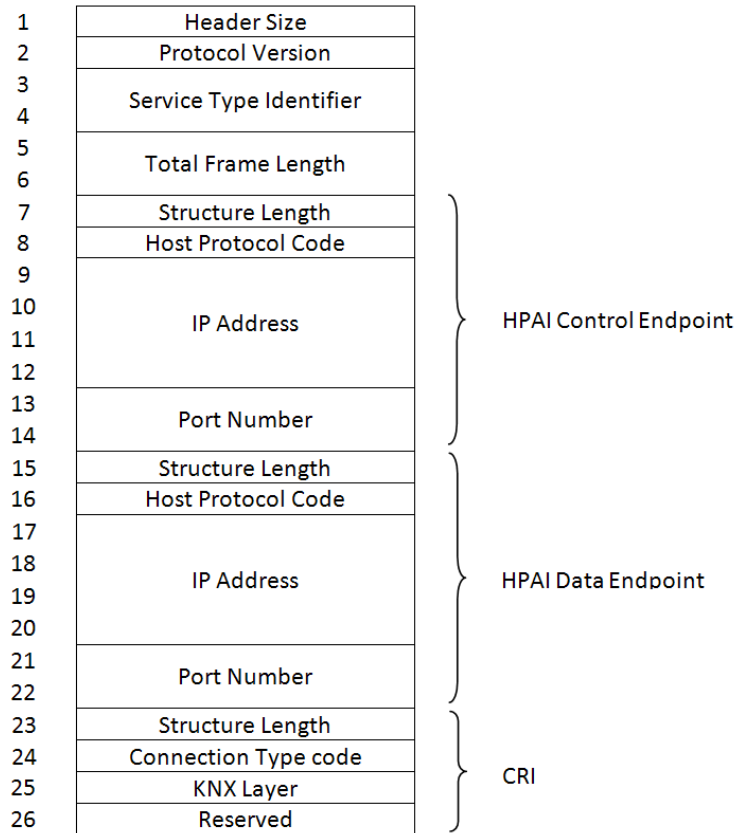 1 Header Size
2 Protocol Version
3
Service Type Identifier
4
5
Total Frame Length
6
7 Structure Length
8 Host Protocol Code
9
10
IP Address HPAI Control Endpoint
11
12
13
Port Number
14
15 Structure Length
16 Host Protocol Code
17
18
IP Address HPAI Data Endpoint
19
20
21
Port Number
22
23 Structure Length
24 Connection Type code
CRI
25 KNX Layer
26 Reserved